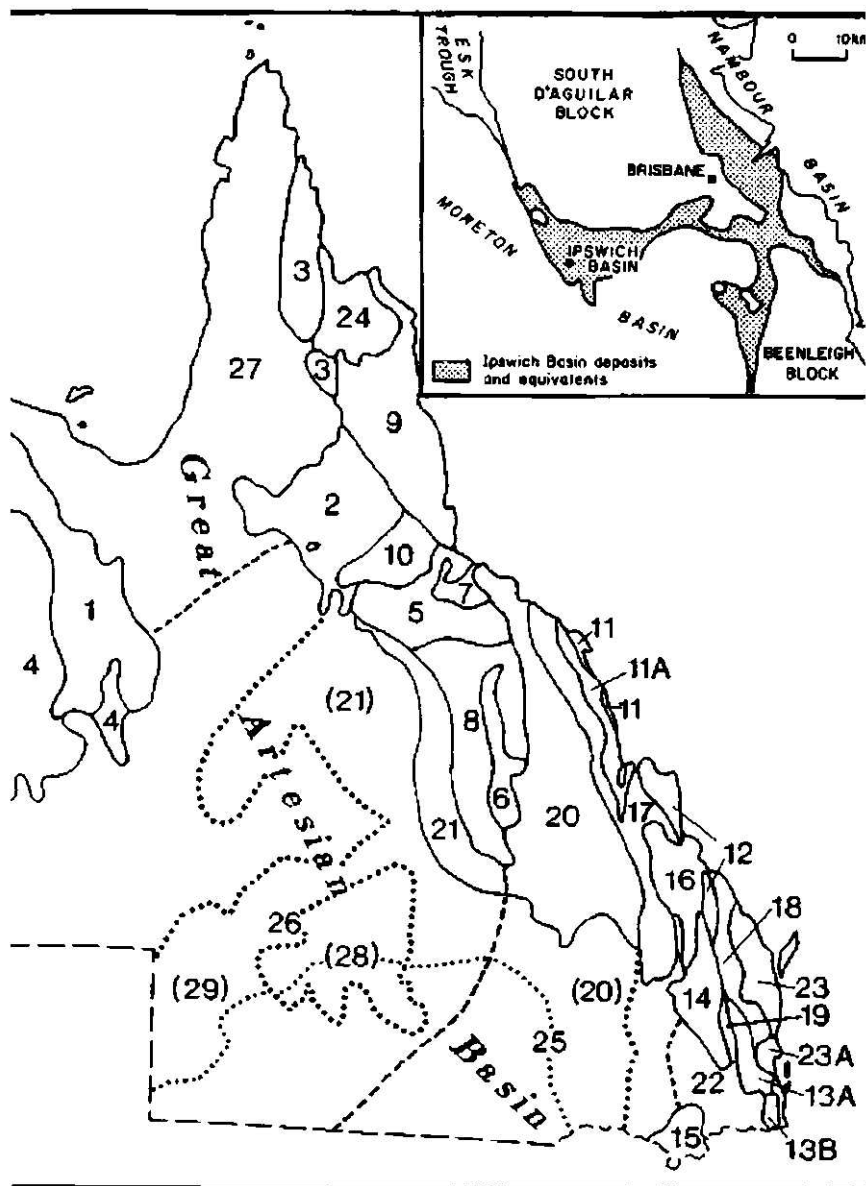 ESK
TROUGH
SOUTH
D'AGUILAR
BLOCK
NAMBOUR
BASIN
0 10km
BRISBANE
MORETON
BASIN
IPSWICH
BASIN
BEENLEIGH
BLOCK
Ipswich Basin deposits
and equivalents
3
24
3
27
9
Great
2
10
7
5
1
4
4
11
11A
11
(21)
8
Artesian
6
21
20
17
12
16
18
26
(28)
(29)
(20)
14
23
19
25
23A
Basin
22
13A
15
13B